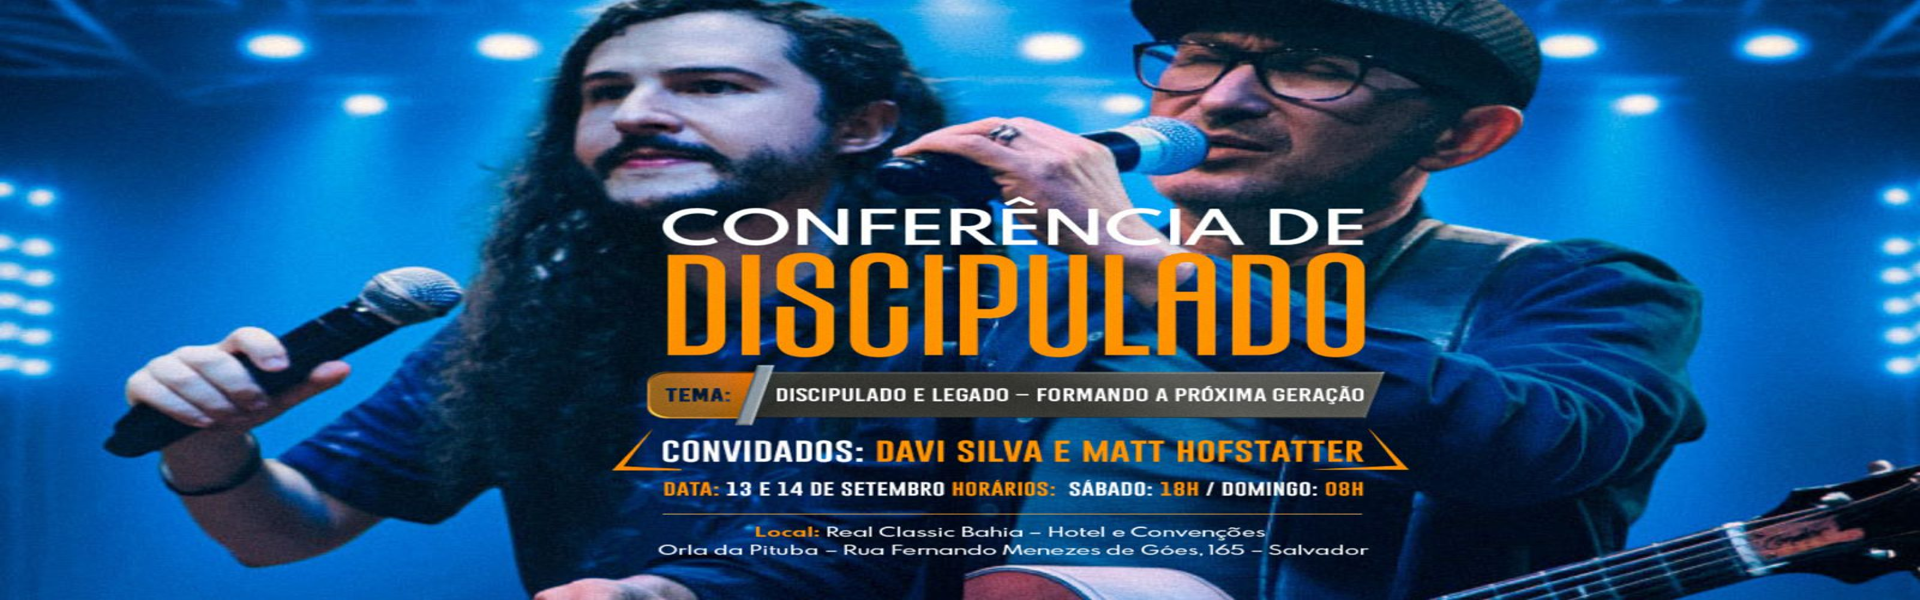 CONFERÊNCIA DE
DISCIPULADO
TEMA: DISCIPULADO E LEGADO – FORMANDO A PRÓXIMA GERAÇÃO
CONVIDADOS: DAVI SILVA E MATT HOFSTATTER
DATA: 13 E 14 DE SETEMBRO HORÁRIOS: SÁBADO: 18H / DOMINGO: 08H
Local: Real Classic Bahia – Hotel e Convenções
Orla da Pituba – Rua Fernando Menezes de Góes, 165 – Salvador